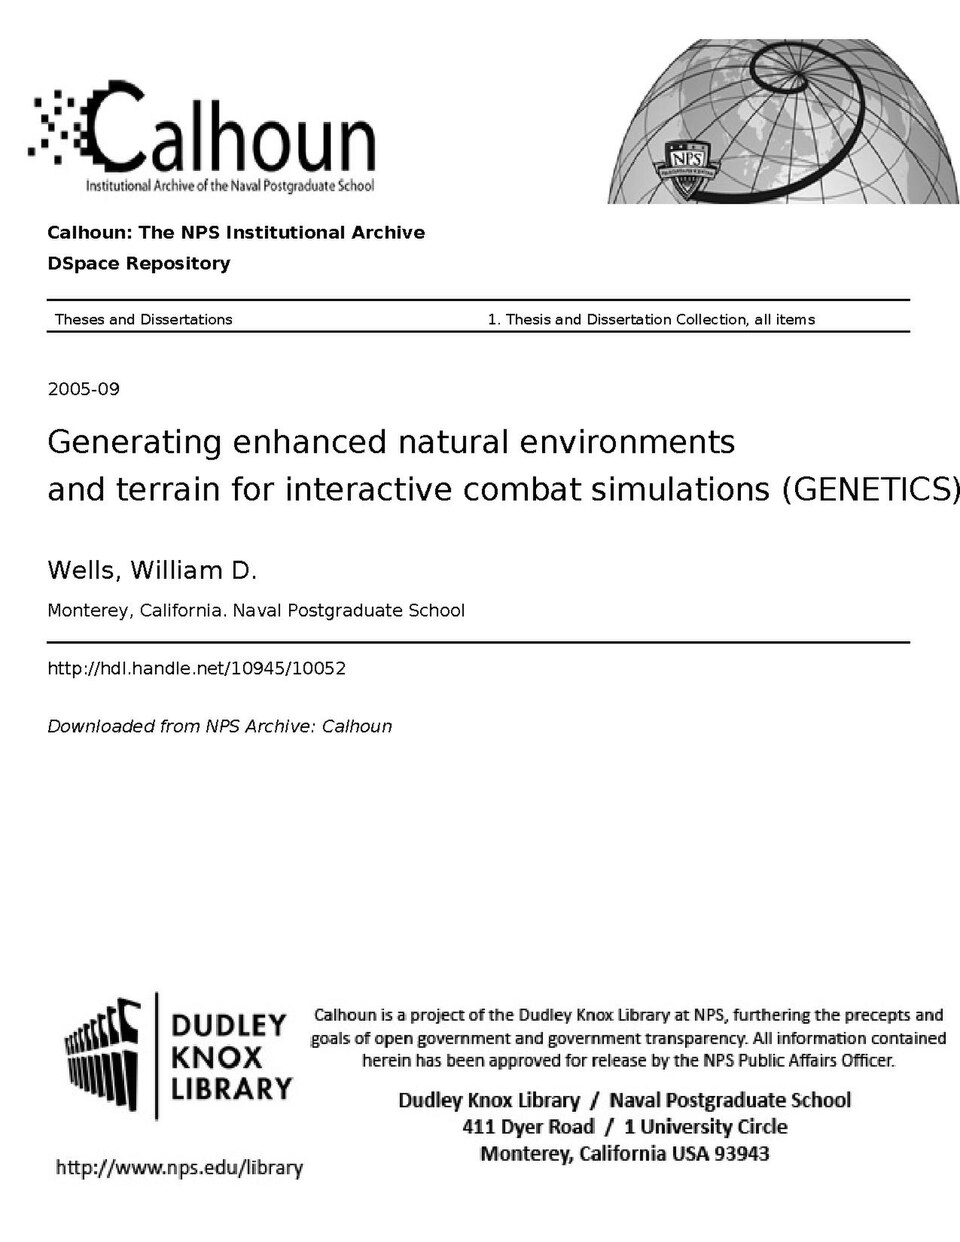 Calhoun
Institutional Archive of the Naval Postgraduate School
NPS
Calhoun: The NPS Institutional Archive
DSpace Repository
Theses and Dissertations 1. Thesis and Dissertation Collection, all items
2005-09
Generating enhanced natural environments
and terrain for interactive combat simulations (GENETICS)
Wells, William D.
Monterey, California. Naval Postgraduate School
http://hdl.handle.net/10945/10052
Downloaded from NPS Archive: Calhoun
DUDLEY
KNOX
LIBRARY
http://www.nps.edu/library
Calhoun is a project of the Dudley Knox Library at NPS, furthering the precepts and
goals of open government and government transparency. All information contained
herein has been approved for release by the NPS Public Affairs Officer.
Dudley Knox Library / Naval Postgraduate School
411 Dyer Road / 1 University Circle
Monterey, California USA 93943